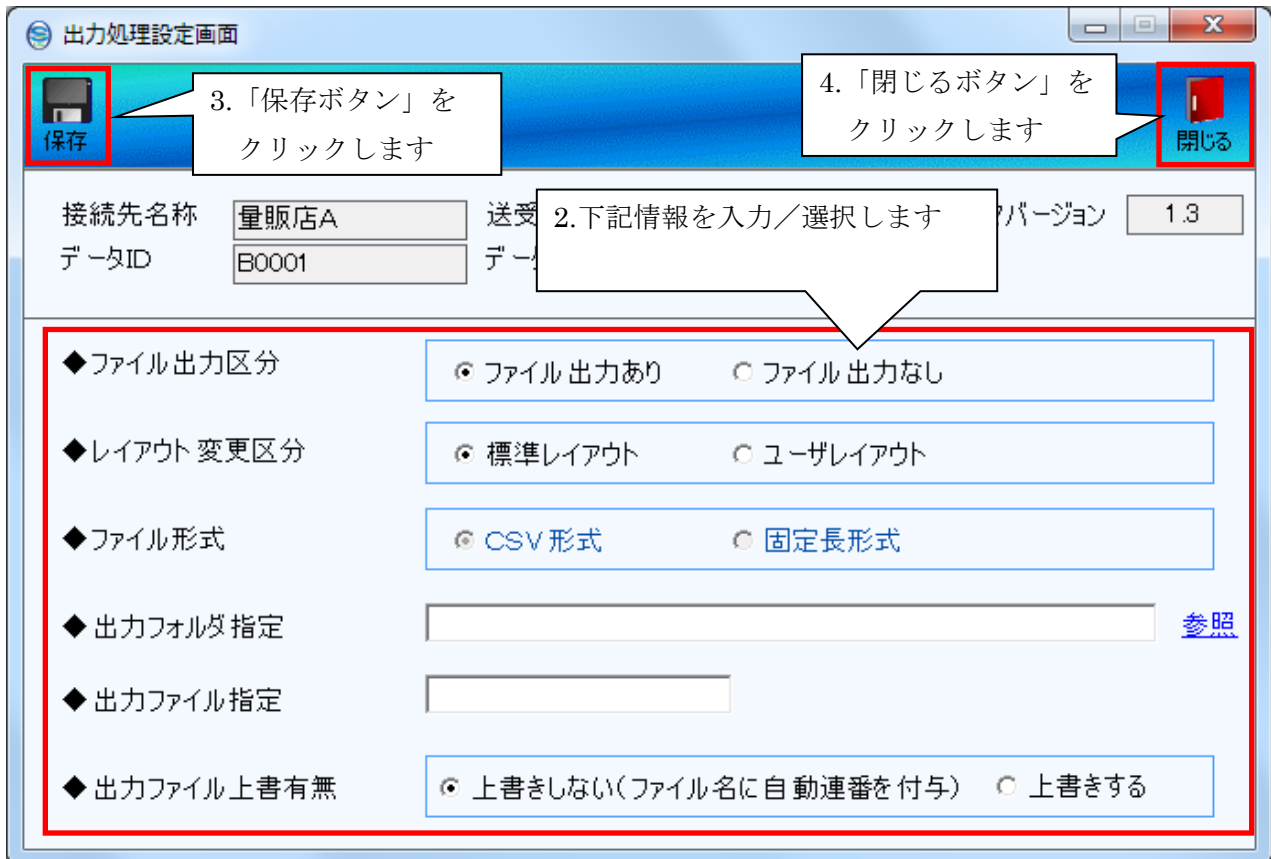 出力処理設定画面
3.「保存ボタン」を
クリックします
4.「閉じるボタン」を
クリックします
保存
閉じる
接続先名称 量販店A 送受
バージョン 1.3
2.下記情報を入力／選択します
データID B0001 デー
◆ファイル出力区分 ファイル出力あり ファイル出力なし
◆レイアウト変更区分 標準レイアウト ユーザレイアウト
◆ファイル形式 CSV形式 固定長形式
◆出力フォルダ指定 参照
◆出力ファイル指定
◆出力ファイル上書有無 上書きしない(ファイル名に自動連番を付与) 上書きする